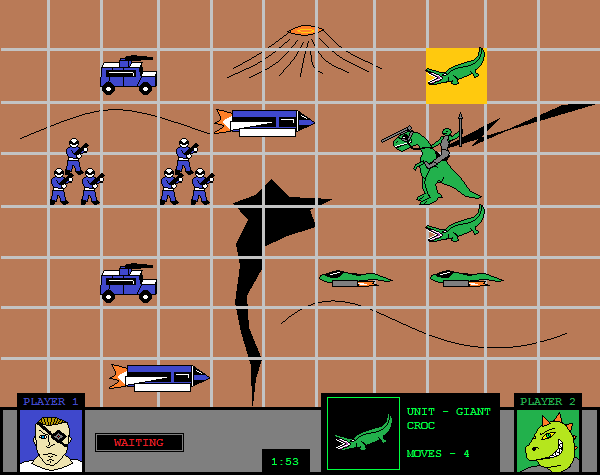 PLAYER 1
WAITING
1:53
UNIT - GIANT
CROC
MOVES - 4
PLAYER 2